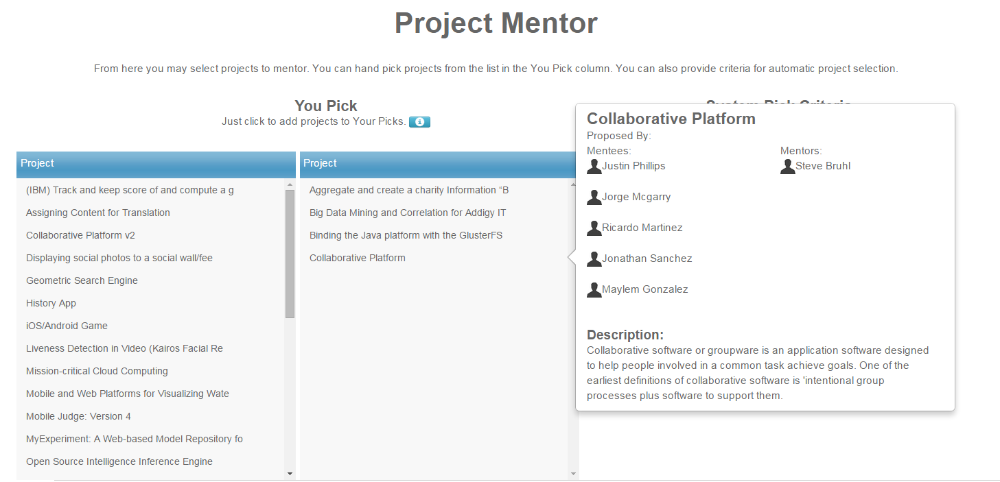 Project Mentor
From here you may select projects to mentor. You can hand pick projects from the list in the You Pick column. You can also provide criteria for automatic project selection.
You Pick
Just click to add projects to Your Picks.
Project
(IBM) Track and keep score of and compute a g
Assigning Content for Translation
Collaborative Platform v2
Displaying social photos to a social wall/fee
Geometric Search Engine
History App
iOS/Android Game
Liveness Detection in Video (Kairos Facial Re
Mission-critical Cloud Computing
Mobile and Web Platforms for Visualizing Wate
Mobile Judge: Version 4
MyExperiment: A Web-based Model Repository fo
Open Source Intelligence Inference Engine
Project
Aggregate and create a charity Information “B
Big Data Mining and Correlation for Addigy IT
Binding the Java platform with the GlusterFS
Collaborative Platform
System Pick Criteria
Collaborative Platform
Proposed By:
Mentees:
Justin Phillips
Jorge Mcgarry
Ricardo Martinez
Jonathan Sanchez
Maylem Gonzalez
Mentors:
Steve Bruhl
Description:
Collaborative software or groupware is an application software designed
to help people involved in a common task achieve goals. One of the
earliest definitions of collaborative software is 'intentional group
processes plus software to support them.